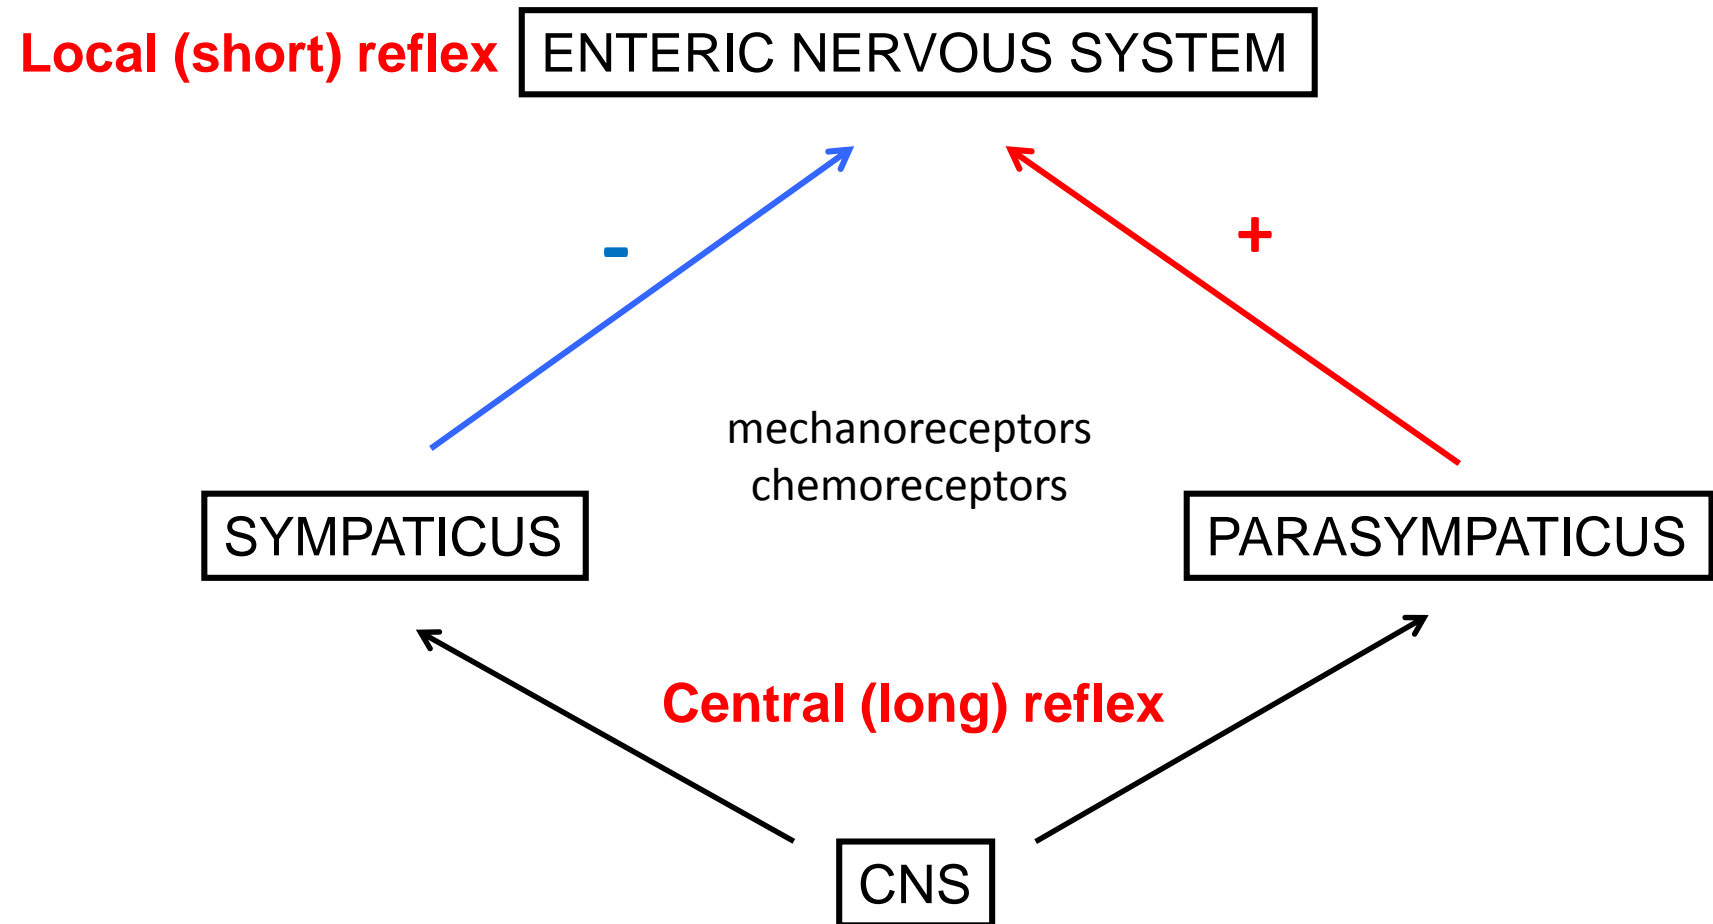 Local (short) reflex
ENTERIC NERVOUS SYSTEM
-
+
mechanoreceptors
chemoreceptors
SYMPATICUS
PARASYMPATICUS
Central (long) reflex
CNS